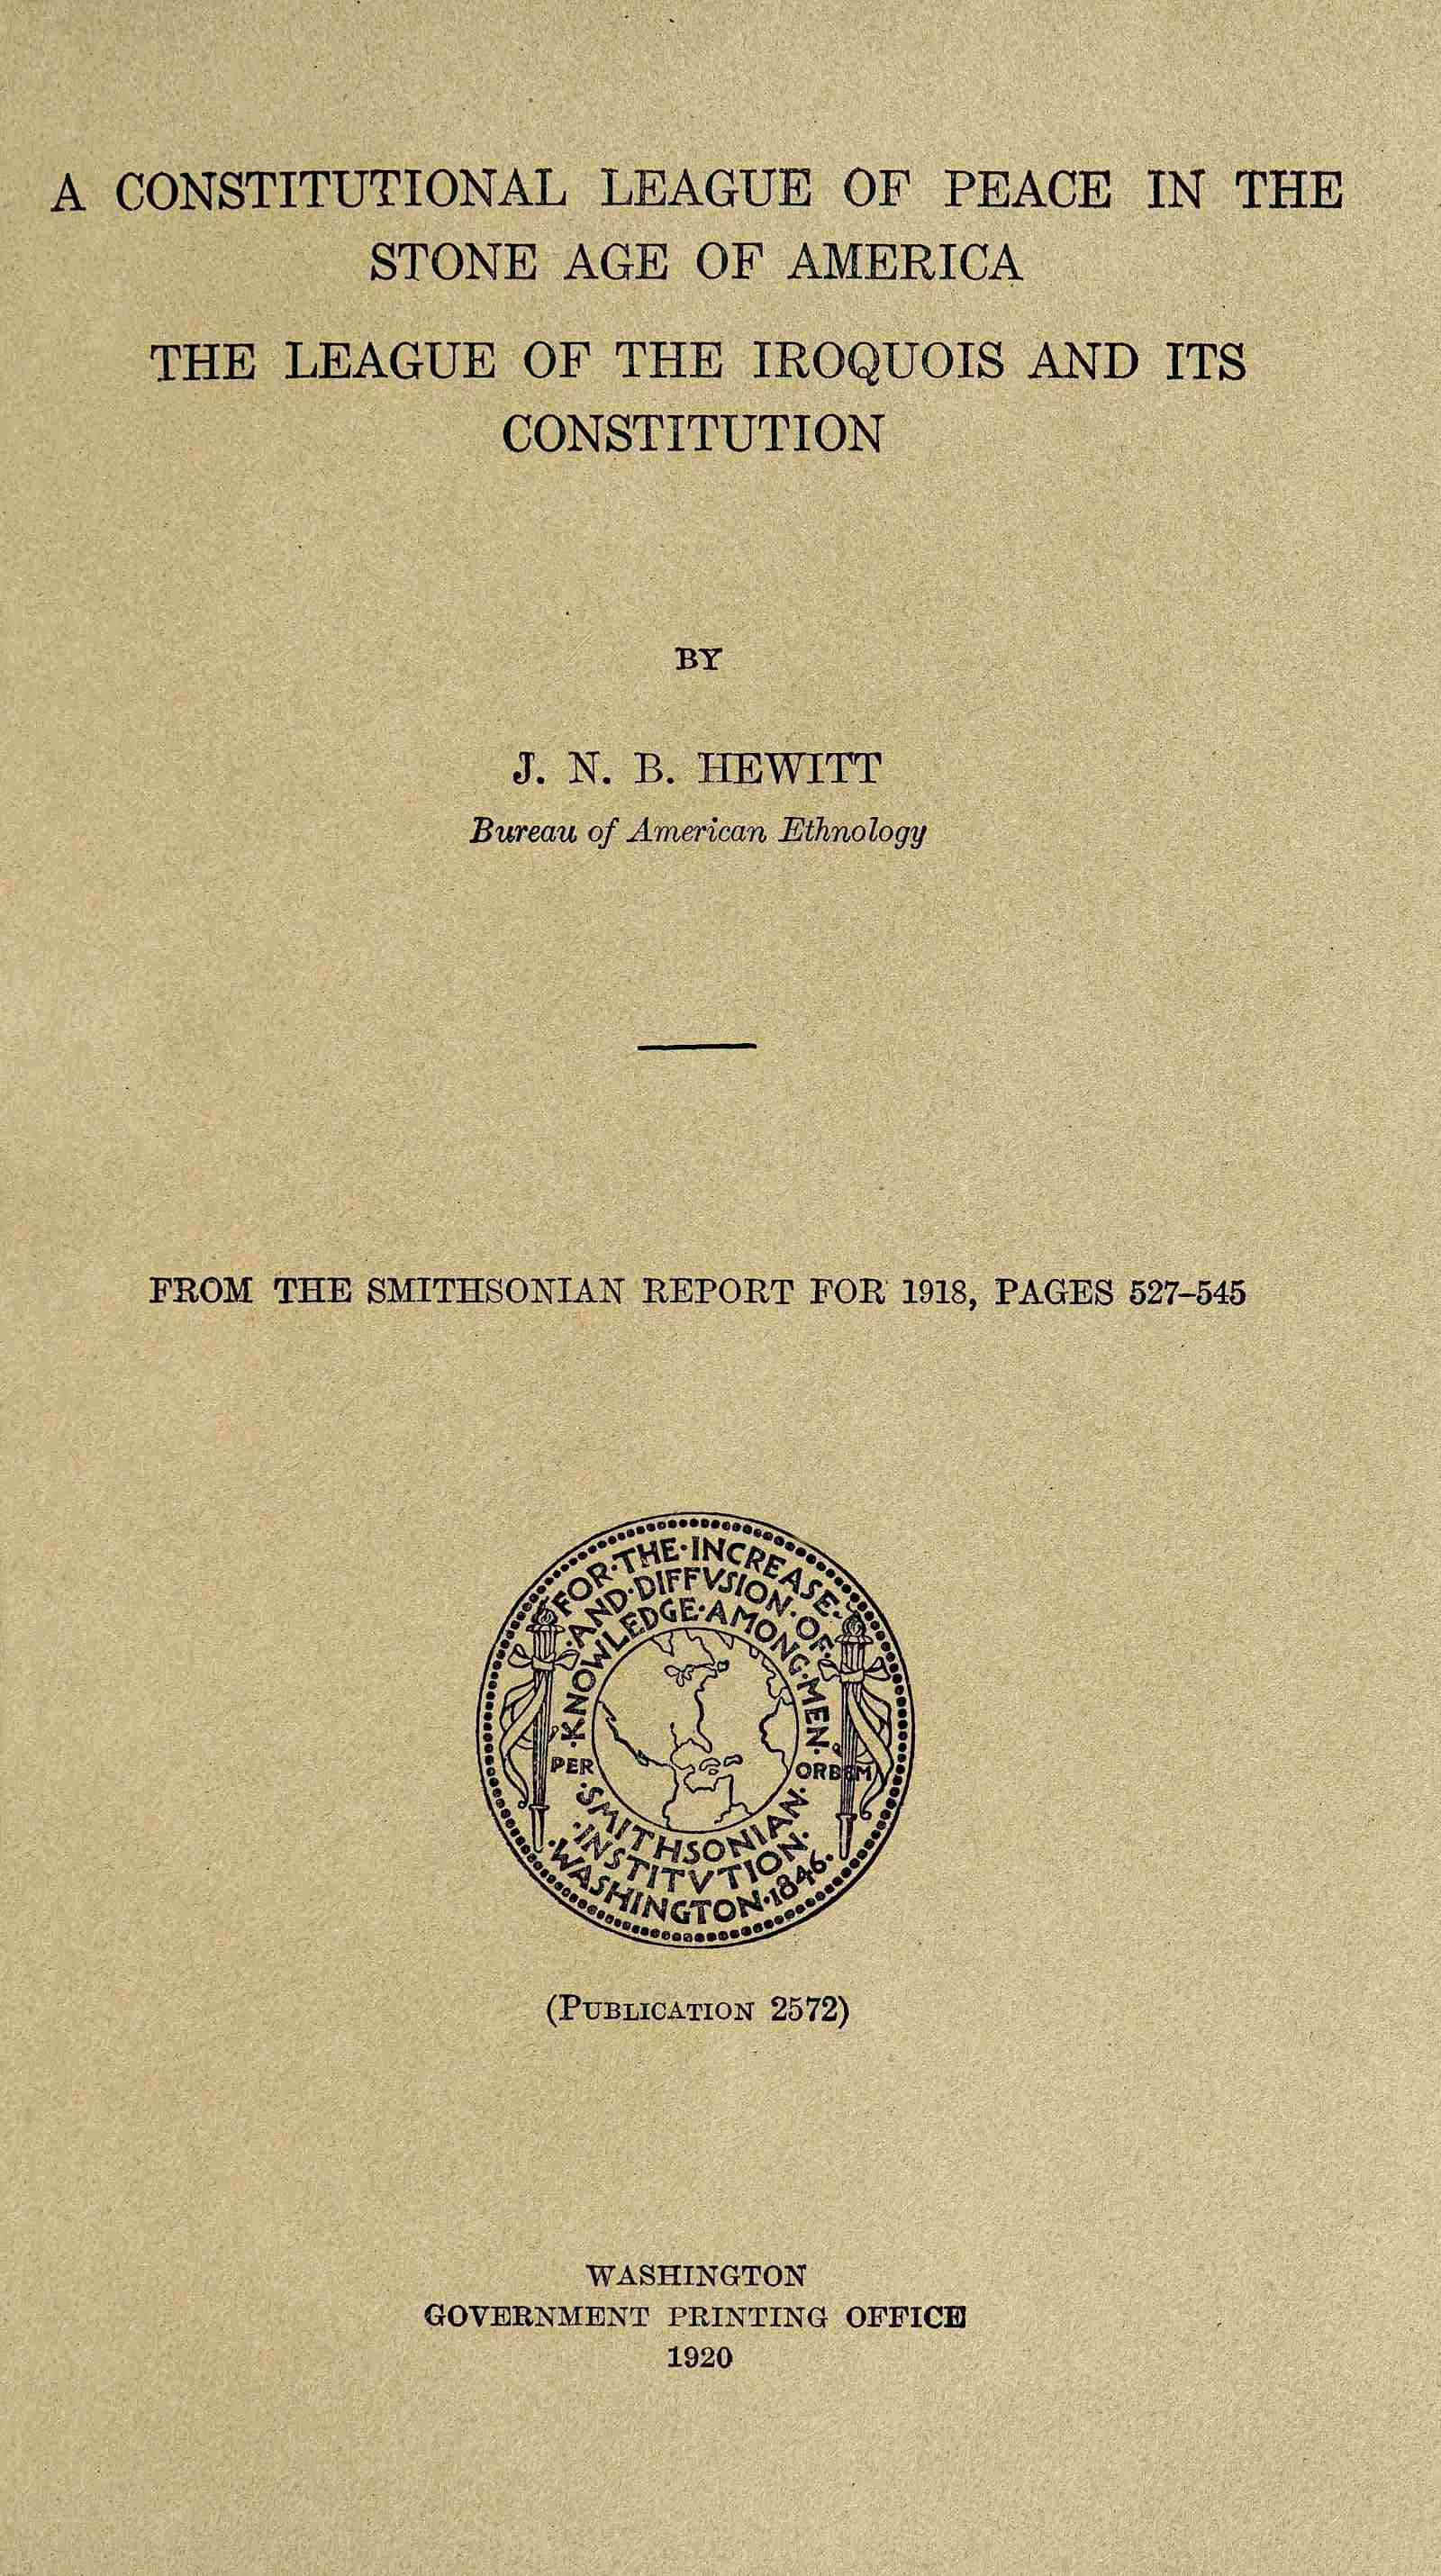 A CONSTITUTIONAL LEAGUE OF PEACE IN THE
STONE AGE OF AMERICA
THE LEAGUE OF THE IROQUOIS AND ITS
CONSTITUTION
BY
J. N. B. HEWITT
Bureau of American Ethnology
FROM THE SMITHSONIAN REPORT FOR 1918, PAGES 527–545
FOR·THE·INCREASE·
·AND·DIFFVSION·OF·
·KNOWLEDGE·AMONG·MEN·
PER ORBEM
·SMITHSONIAN·
·INSTITVTION·
·WASHINGTON·1846·
(PUBLICATION 2572)
WASHINGTON
GOVERNMENT PRINTING OFFICE
1920